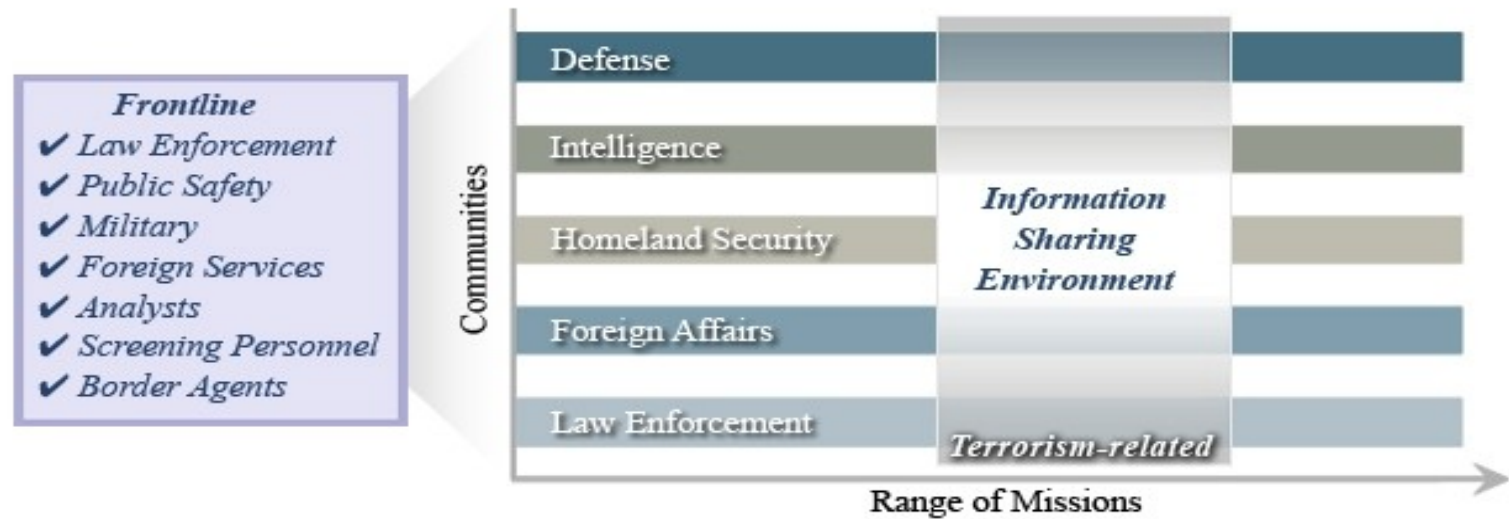 Frontline
✔ Law Enforcement
✔ Public Safety
✔ Military
✔ Foreign Services
✔ Analysts
✔ Screening Personnel
✔ Border Agents
Communities
Defense
Intelligence
Homeland Security
Foreign Affairs
Law Enforcement
Information
Sharing
Environment
Terrorism-related
Range of Missions